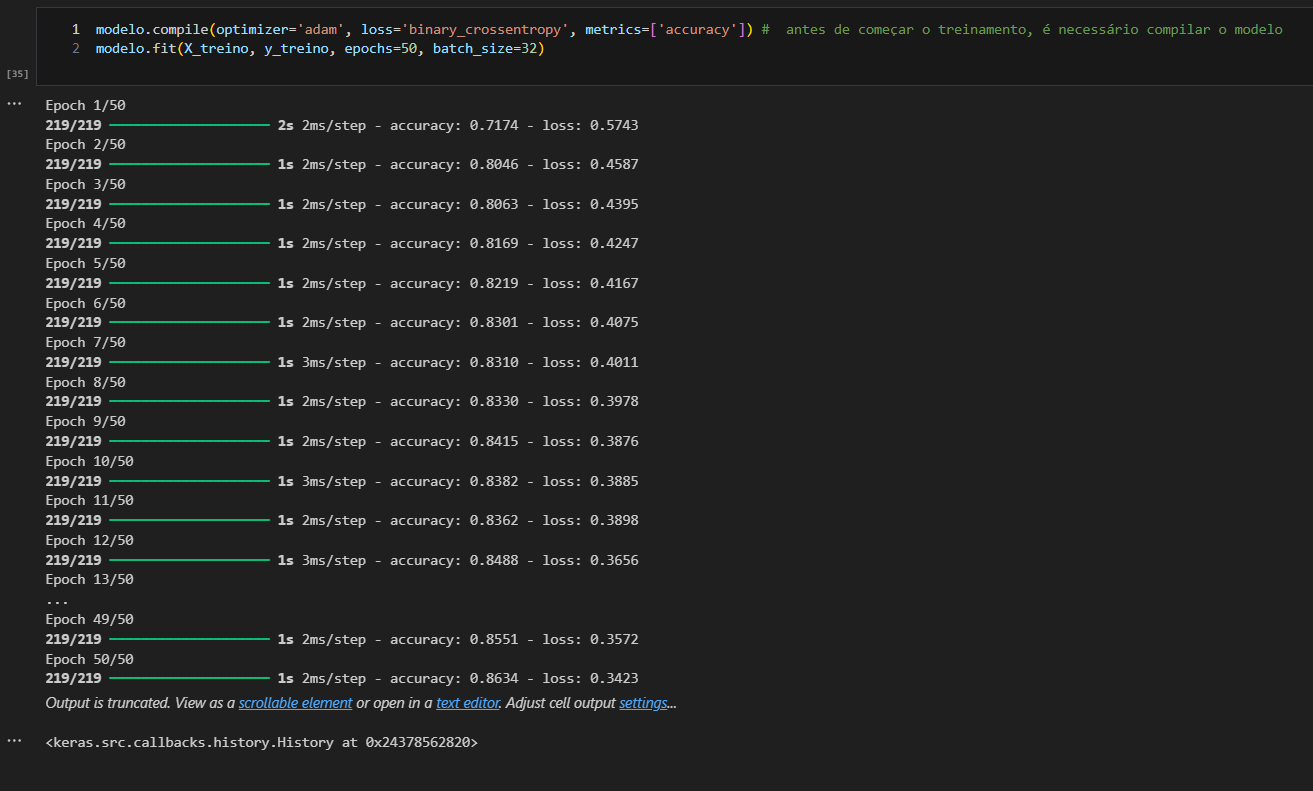 1 modelo.compile(optimizer='adam', loss='binary_crossentropy', metrics=['accuracy']) #  antes de começar o treinamento, é necessário compilar o modelo
2 modelo.fit(X_treino, y_treino, epochs=50, batch_size=32)
[35]
... Epoch 1/50
219/219 ━━━━━━━━━━━━━━━━━━━━ 2s 2ms/step - accuracy: 0.7174 - loss: 0.5743
Epoch 2/50
219/219 ━━━━━━━━━━━━━━━━━━━━ 1s 2ms/step - accuracy: 0.8046 - loss: 0.4587
Epoch 3/50
219/219 ━━━━━━━━━━━━━━━━━━━━ 1s 2ms/step - accuracy: 0.8063 - loss: 0.4395
Epoch 4/50
219/219 ━━━━━━━━━━━━━━━━━━━━ 1s 2ms/step - accuracy: 0.8169 - loss: 0.4247
Epoch 5/50
219/219 ━━━━━━━━━━━━━━━━━━━━ 1s 2ms/step - accuracy: 0.8219 - loss: 0.4167
Epoch 6/50
219/219 ━━━━━━━━━━━━━━━━━━━━ 1s 2ms/step - accuracy: 0.8301 - loss: 0.4075
Epoch 7/50
219/219 ━━━━━━━━━━━━━━━━━━━━ 1s 3ms/step - accuracy: 0.8310 - loss: 0.4011
Epoch 8/50
219/219 ━━━━━━━━━━━━━━━━━━━━ 1s 2ms/step - accuracy: 0.8330 - loss: 0.3978
Epoch 9/50
219/219 ━━━━━━━━━━━━━━━━━━━━ 1s 2ms/step - accuracy: 0.8415 - loss: 0.3876
Epoch 10/50
219/219 ━━━━━━━━━━━━━━━━━━━━ 1s 3ms/step - accuracy: 0.8382 - loss: 0.3885
Epoch 11/50
219/219 ━━━━━━━━━━━━━━━━━━━━ 1s 2ms/step - accuracy: 0.8362 - loss: 0.3898
Epoch 12/50
219/219 ━━━━━━━━━━━━━━━━━━━━ 1s 3ms/step - accuracy: 0.8488 - loss: 0.3656
Epoch 13/50
...
Epoch 49/50
219/219 ━━━━━━━━━━━━━━━━━━━━ 1s 2ms/step - accuracy: 0.8551 - loss: 0.3572
Epoch 50/50
219/219 ━━━━━━━━━━━━━━━━━━━━ 1s 2ms/step - accuracy: 0.8634 - loss: 0.3423
Output is truncated. View as a scrollable element or open in a text editor. Adjust cell output settings...
... <keras.src.callbacks.history.History at 0x24378562820>